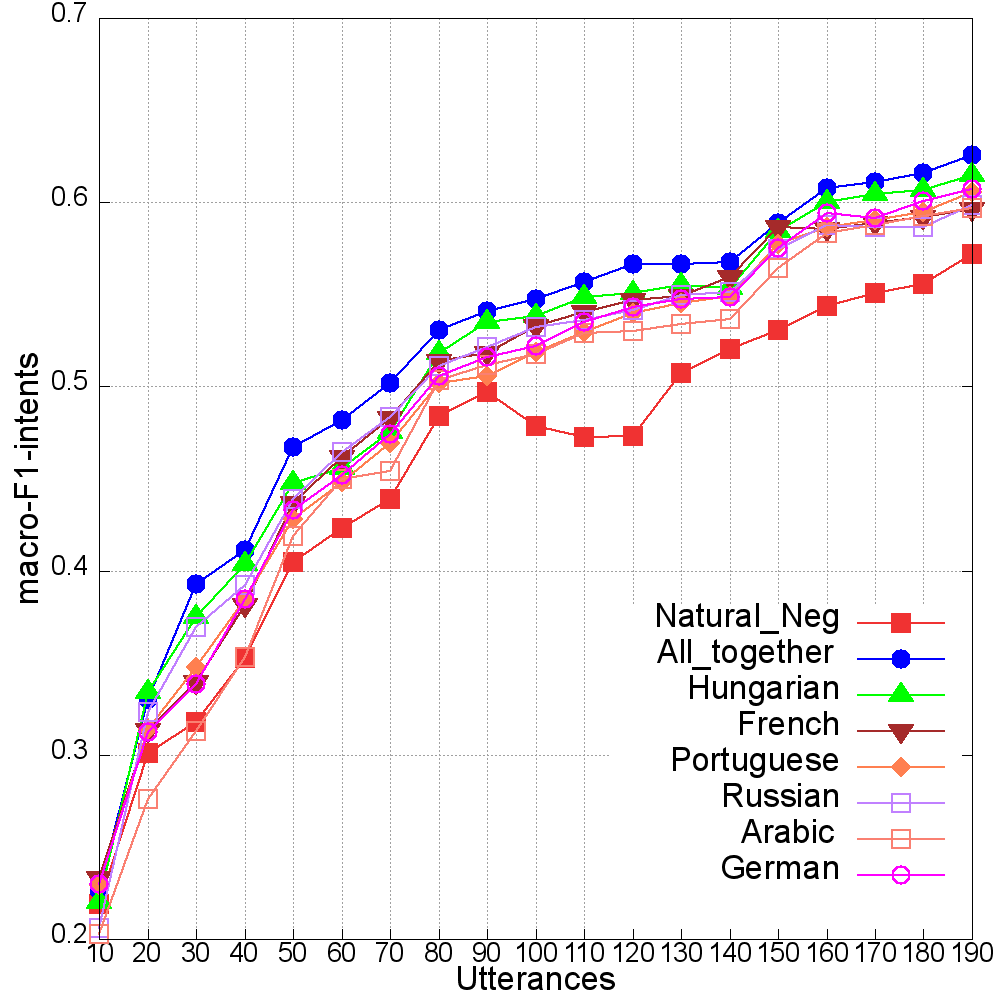 0.7
0.6
0.5
0.4
0.3
0.2
macro-F1-intents
Natural_Neg
All_together
Hungarian
French
Portuguese
Russian
Arabic
German
10 20 30 40 50 60 70 80 90 100 110 120 130 140 150 160 170 180 190
Utterances